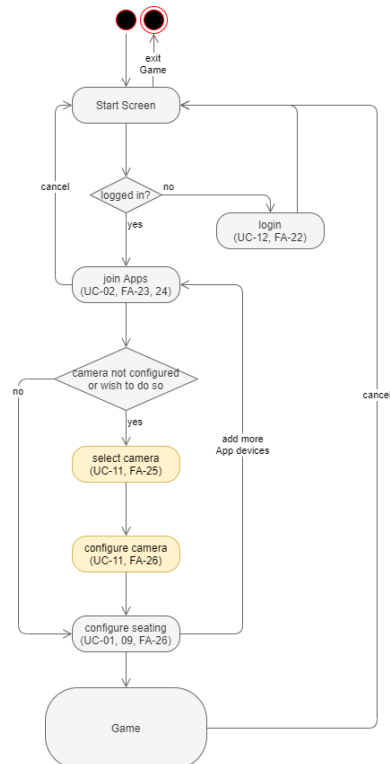 exit
Game
Start Screen
cancel
logged in?
no
yes
login
(UC-12, FA-22)
join Apps
(UC-02, FA-23, 24)
camera not configured
or wish to do so
no
yes
cancel
add more
App devices
select camera
(UC-11, FA-25)
configure camera
(UC-11, FA-26)
configure seating
(UC-01, 09, FA-26)
Game